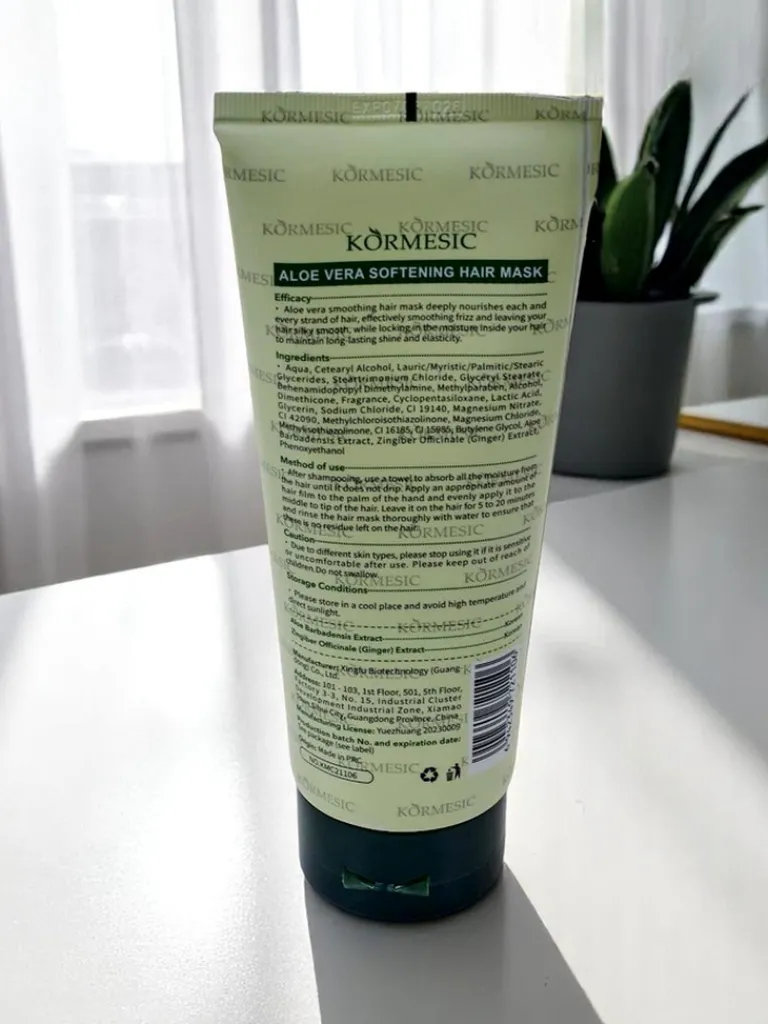 KÒRMESIC
ALOE VERA SOFTENING HAIR MASK
Efficacy
· Aloe vera smoothing hair mask deeply nourishes each and
every strand of hair, effectively smoothing frizz and leaving your
hair silky smooth, while locking in the moisture inside your hair
to maintain long-lasting shine and elasticity.
Ingredients
· Aqua, Cetearyl Alcohol, Lauric/Myristic/Palmitic/Stearic
Glycerides, Steartrimonium Chloride, Glyceryl Stearate,
Behenamidopropyl Dimethylamine, Methylparaben, Alcohol,
Dimethicone, Fragrance, Cyclopentasiloxane, Lactic Acid,
Glycerin, Sodium Chloride, CI 19140, Magnesium Nitrate,
CI 42090, Methylchloroisothiazolinone, Magnesium Chloride,
Methylisothiazolinone, CI 16185, CI 15985, Butylene Glycol, Aloe
Barbadensis Extract, Zingiber Officinale (Ginger) Extract,
Phenoxyethanol
Method of use
· After shampooing, use a towel to absorb all the moisture from
the hair until it does not drip. Apply an appropriate amount of
hair film to the palm of the hand and evenly apply it to the
middle to tip of the hair. Leave it on the hair for 5 to 20 minutes
and rinse the hair mask thoroughly with water to ensure that
there is no residue left on the hair.
Caution
· Due to different skin types, please stop using it if it is sensitive
or uncomfortable after use. Please keep out of reach of
children.Do not swallow.
Storage Conditions
· Please store in a cool place and avoid high temperature and
direct sunlight.
Aloe Barbadensis Extract
Zingiber Officinale (Ginger) Extract
Manufacturer: Xingfu Biotechnology (Guang-
dong) Co., Ltd.
Address: 101 - 103, 1st Floor, 501, 5th Floor,
Factory 3-3, No. 15, Industrial Cluster
Development Industrial Zone, Xiamao
City, Guangdong Province, China
Manufacturing License: Yuezhuang 20230009
Production batch No. and expiration date:
See package (see label)
Origin: Made in PRC
NO:KMC21106